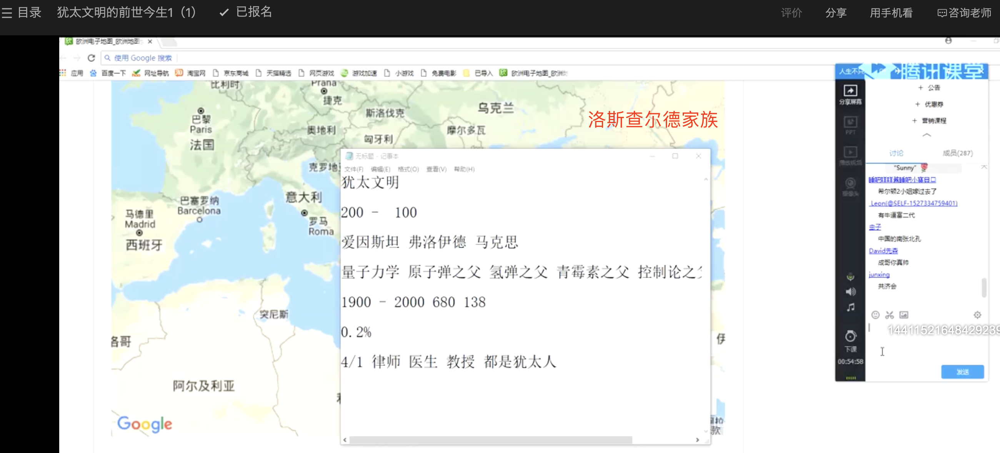 目录 犹太文明的前世今生1（1） 已报名 评价 分享 用手机看 咨询老师
欧洲电子地图_欧洲地图
使用 Google 搜索
应用 百度一下 网址导航 淘宝网 京东商城 天猫精选 网页游戏 游戏加速 小游戏 免费电影 已导入 欧洲电子地图_欧洲地
比利时
Praha
捷克
巴黎
Paris
法国
斯洛伐克
乌克兰
奥地利
匈牙利
摩尔多瓦
洛斯查尔德家族
克罗地
意大利
罗马
Roma
巴塞罗纳
Barcelona
马德里
Madrid
西班牙
突尼斯
洛哥
阿尔及利亚
伊
Google
无标题 - 记事本
文件(F) 编辑(E) 格式(O) 查看(V) 帮助(H)
犹太文明
200 - 100
爱因斯坦 弗洛伊德 马克思
量子力学 原子弹之父 氢弹之父 青霉素之父 控制论之父
1900 - 2000 680 138
0.2%
4/1 律师 医生 教授 都是犹太人
人生不只
腾讯课堂
分享屏幕
PPT
播放视频
摄像头
下课
00:54:58
+ 公告
+ 优惠券
+ 营销课程
讨论 成员(287)
"Sunny"
希尔顿2小姐嫁过去了
Leon(@SELF-1527334759401)
有牛逼富二代
虫子
中国的南张北孔
David先森
成哥你真帅
junxing
共济会
14411521648429239
发送